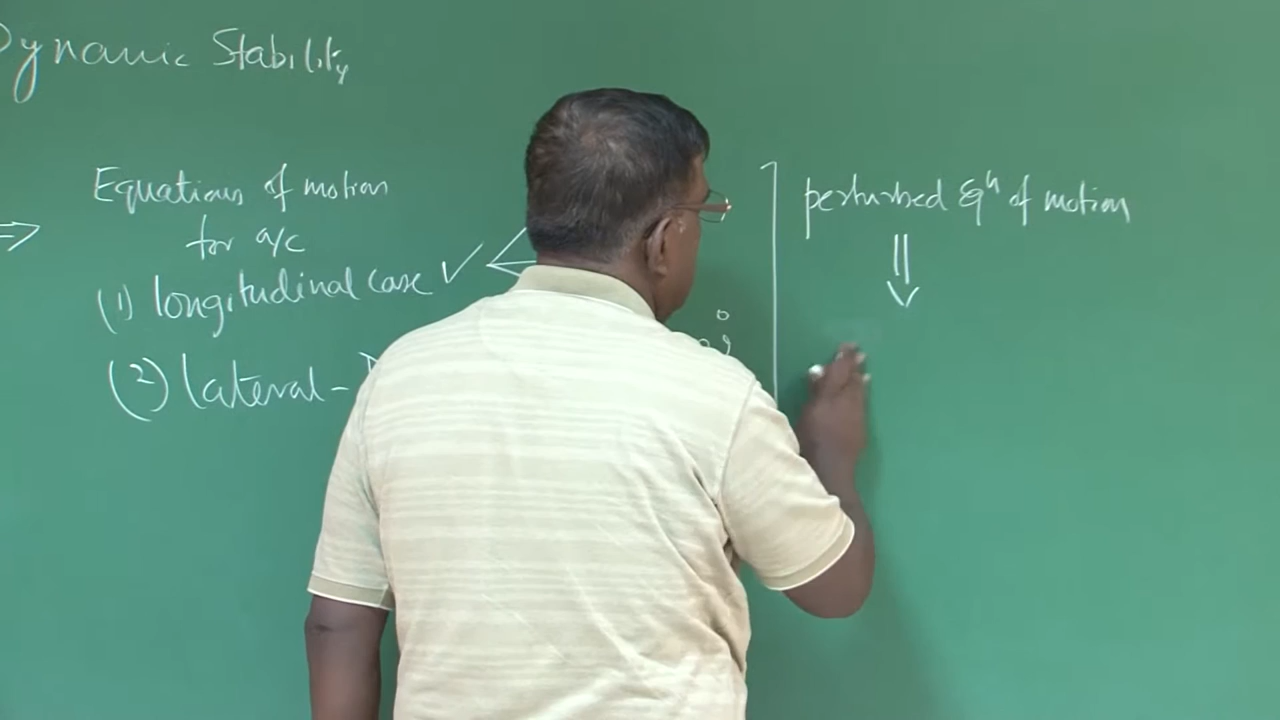 Dynamic Stability
Equations of motion
for a/c
(1) longitudinal case
(2) lateral -
perturbed Eqn of motion